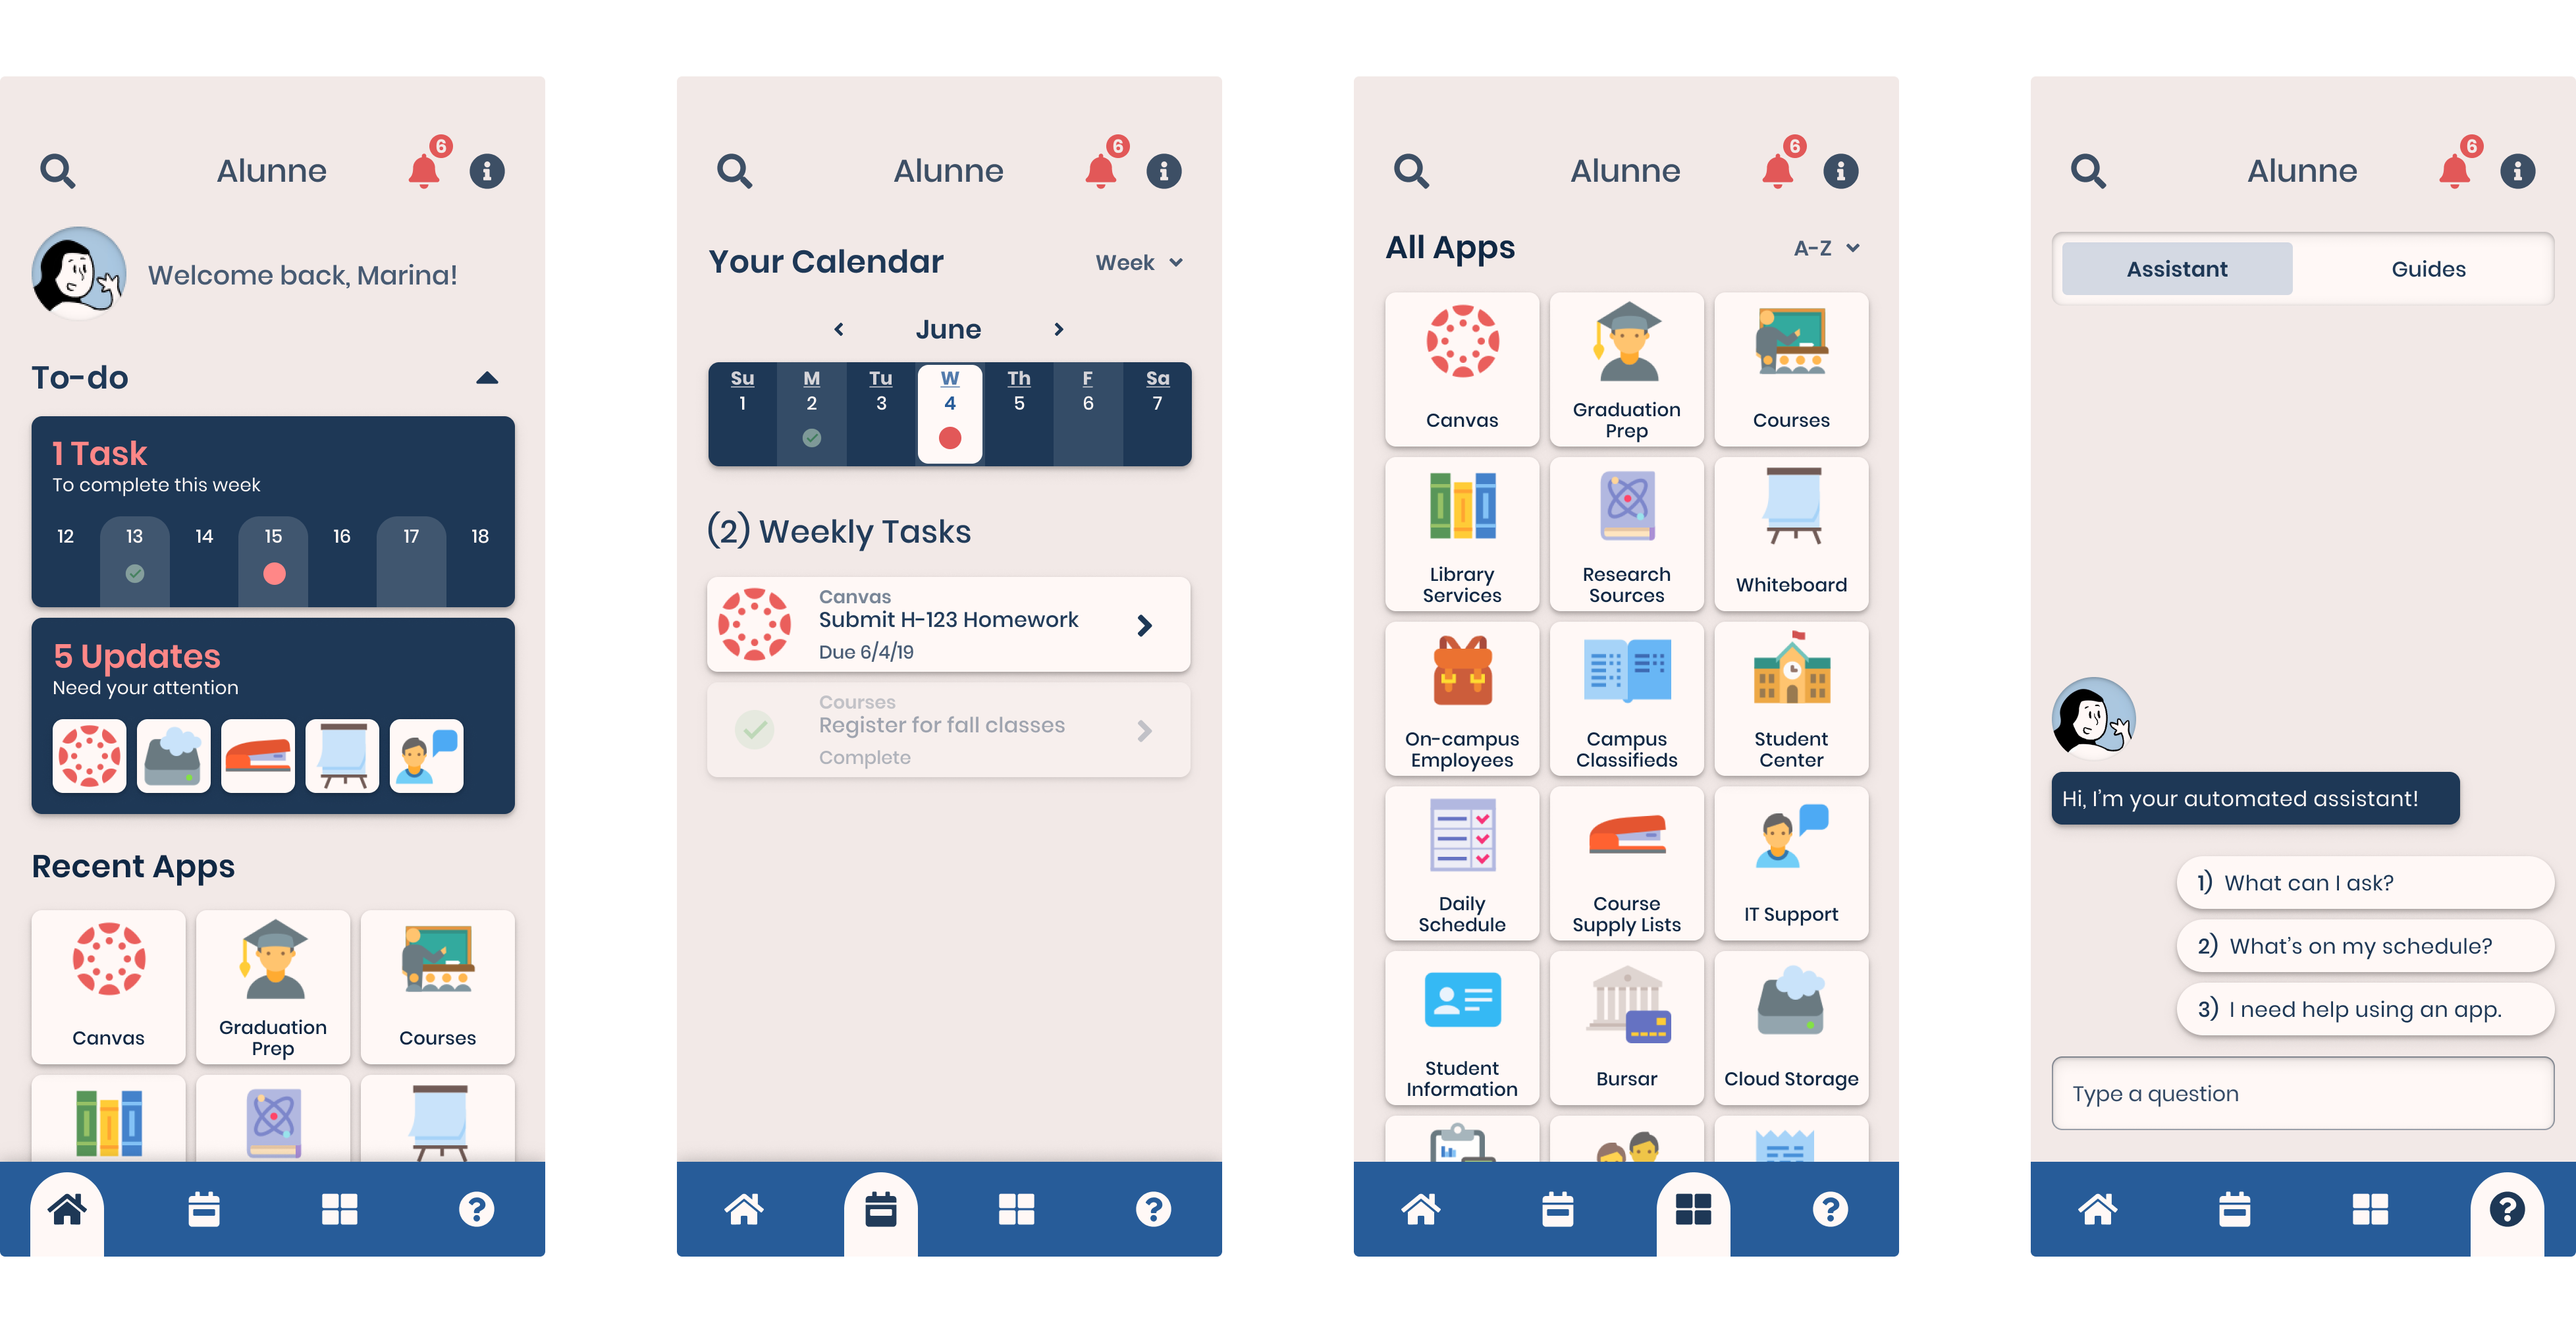 Alunne
6
Welcome back, Marina!
To-do
1 Task
To complete this week
12 13 14 15 16 17 18
5 Updates
Need your attention
Recent Apps
Canvas
Graduation
Prep
Courses
Alunne
6
Your Calendar
Week
June
Su M Tu W Th F Sa
1 2 3 4 5 6 7
(2) Weekly Tasks
Canvas
Submit H-123 Homework
Due 6/4/19
Courses
Register for fall classes
Complete
Alunne
6
All Apps
A-Z
Canvas
Graduation
Prep
Courses
Library
Services
Research
Sources
Whiteboard
On-campus
Employees
Campus
Classifieds
Student
Center
Daily
Schedule
Course
Supply Lists
IT Support
Student
Information
Bursar
Cloud Storage
Alunne
6
Assistant
Guides
Hi, I'm your automated assistant!
1) What can I ask?
2) What's on my schedule?
3) I need help using an app.
Type a question